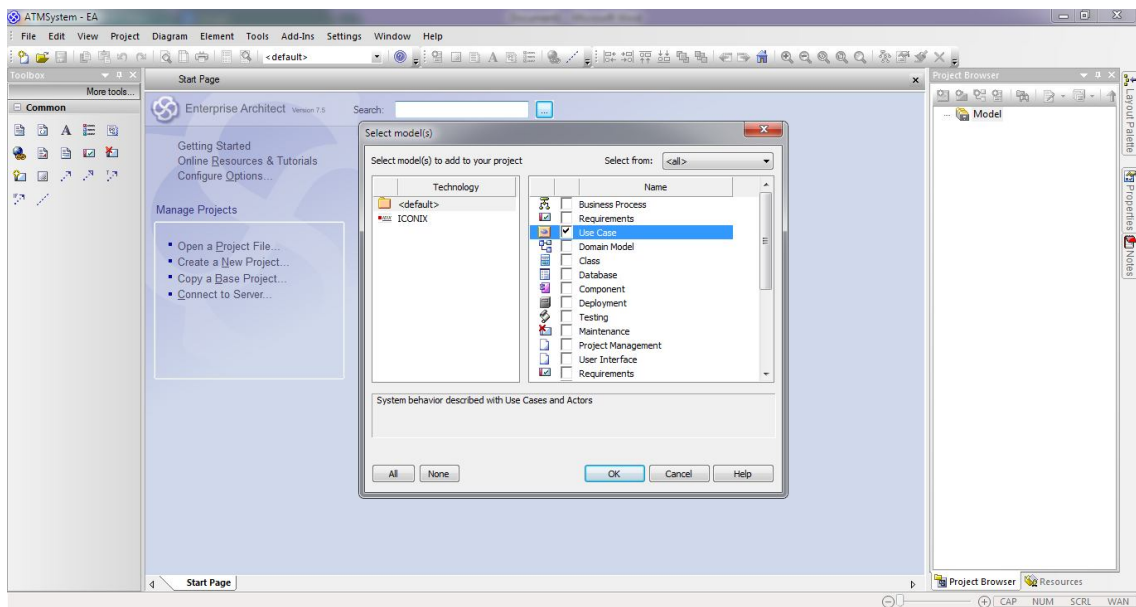 ATMSystem - EA
File Edit View Project Diagram Element Tools Add-Ins Settings Window Help
<default>
Toolbox
Start Page
Project Browser
More tools...
Common
Enterprise Architect Version 7.5
Search:
...
Getting Started
Online Resources & Tutorials
Configure Options...
Manage Projects
Open a Project File...
Create a New Project...
Copy a Base Project...
Connect to Server...
Select model(s)
Select model(s) to add to your project
Select from: <all>
Technology
<default>
ICONIX
Name
Business Process
Requirements
Use Case
Domain Model
Class
Database
Component
Deployment
Testing
Maintenance
Project Management
User Interface
Requirements
System behavior described with Use Cases and Actors
All None OK Cancel Help
Model
Layout Palette
Properties
Notes
Start Page
Project Browser Resources
CAP NUM SCRL WAN